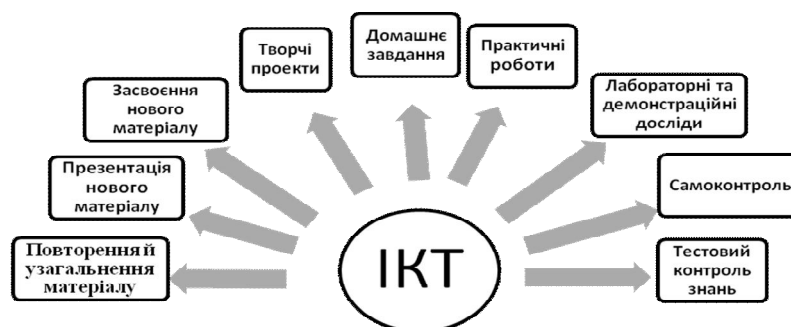 Повторення й
узагальнення
матеріалу
Презентація
нового
матеріалу
Засвоєння
нового
матеріалу
Творчі
проекти
Домашнє
завдання
Практичні
роботи
Лабораторні та
демонстраційні
досліди
Самоконтроль
Тестовий
контроль
знань
ІКТ